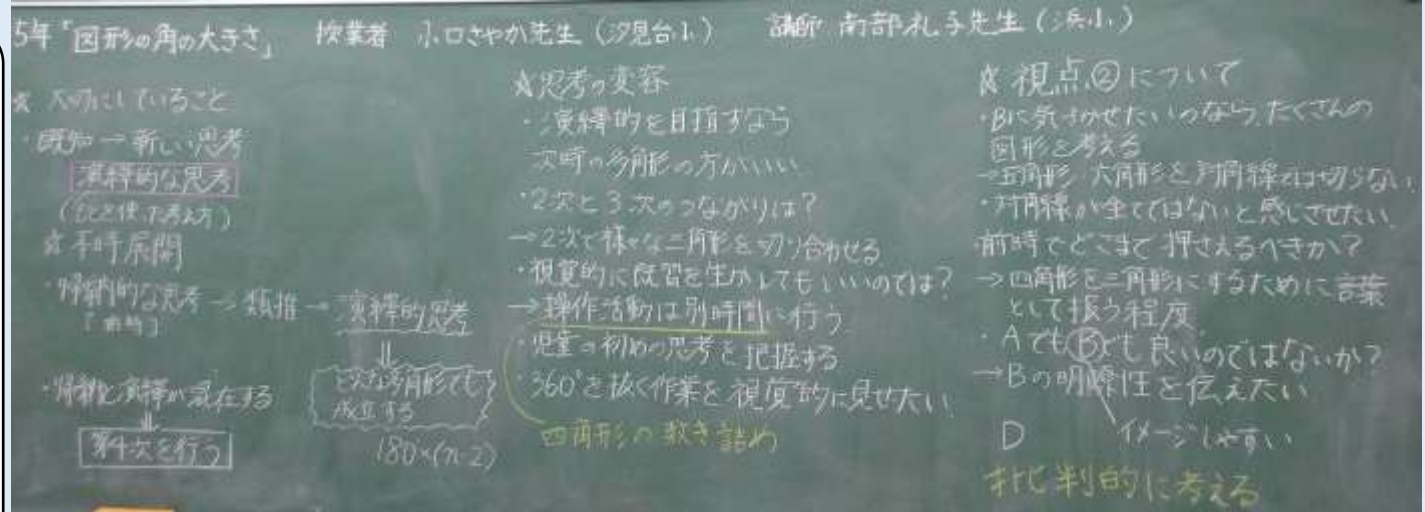 5年「図形の角の大きさ」 授業者 小口さやか先生(汐見台小) 講師 南部礼子先生(浜小)
☆ 大切にしていること
・既知→新しい思考
演繹的な思考
☆本時展開
・帰納的な思考→類推→演繹的思考
「前時」
⇓
どんな多角形でも
成立する
180×(n-2)
・帰納と演繹が混在する
⇓
第4次を行う
☆思考の変容
・演繹的を目指すなら
次時の多角形の方がいい
・2次と3次のつながりは?
→2次で様々な三角形を切り合わせる
・視覚的に既習を生かしてもいいのでは?
→操作活動は別時間に行う
・児童の初めの思考を把握する
・360°を抜く作業を視覚的に見せたい
四角形の敷き詰め
☆ 視点②について
・Bに気づかせたいのなら、たくさんの
図形を考える
→五角形・六角形を対角線では切らない
・対角線が全てではないと感じさせたい
前時でどこまで押さえるべきか?
→四角形を三角形にするために言葉
として扱う程度
・AでもBでも良いのではないか?
→Bの明瞭性を伝えたい
D イメージしやすい
批判的に考える